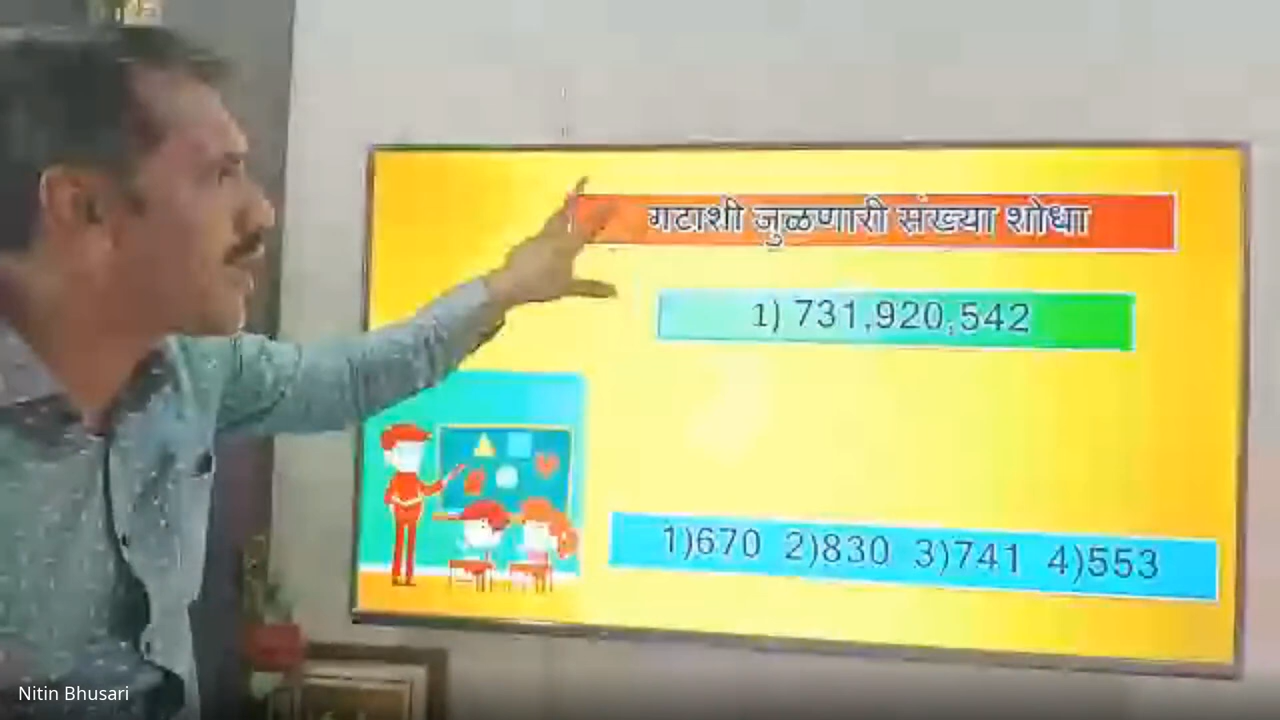 गटाशी जुळणारी संख्या शोधा
1) 731,920,542
1)670 2)830 3)741 4)553
Nitin Bhusari